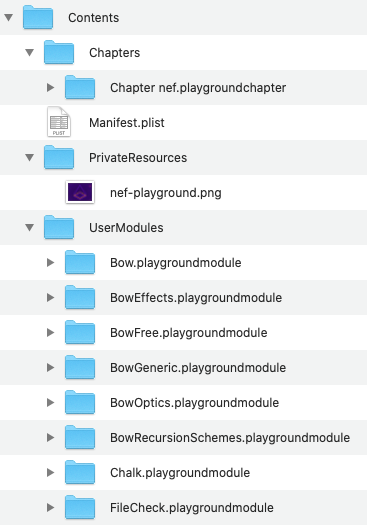 Contents
Chapters
Chapter nef.playgroundchapter
PLIST
Manifest.plist
PrivateResources
nef-playground.png
UserModules
Bow.playgroundmodule
BowEffects.playgroundmodule
BowFree.playgroundmodule
BowGeneric.playgroundmodule
BowOptics.playgroundmodule
BowRecursionSchemes.playgroundmodule
Chalk.playgroundmodule
FileCheck.playgroundmodule